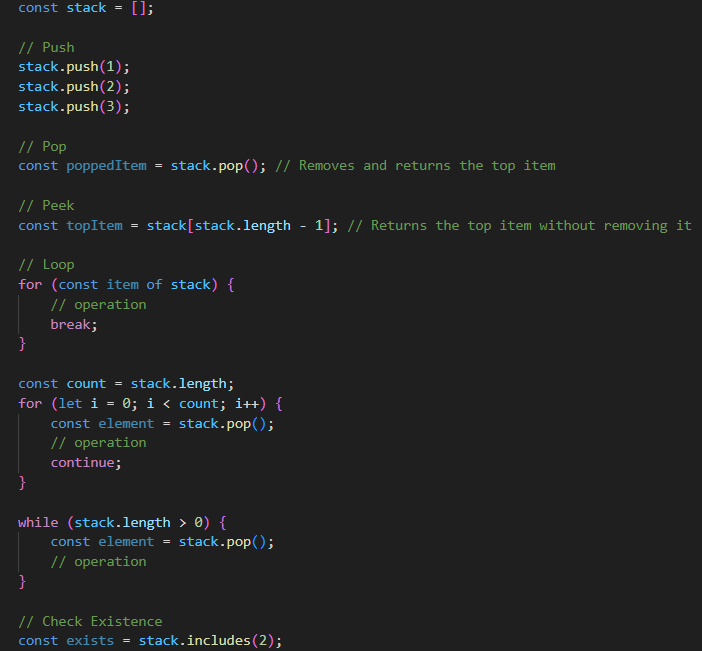 const stack = [];

// Push
stack.push(1);
stack.push(2);
stack.push(3);

// Pop
const poppedItem = stack.pop(); // Removes and returns the top item

// Peek
const topItem = stack[stack.length - 1]; // Returns the top item without removing it

// Loop
for (const item of stack) {
    // operation
    break;
}

const count = stack.length;
for (let i = 0; i < count; i++) {
    const element = stack.pop();
    // operation
    continue;
}

while (stack.length > 0) {
    const element = stack.pop();
    // operation
}

// Check Existence
const exists = stack.includes(2);